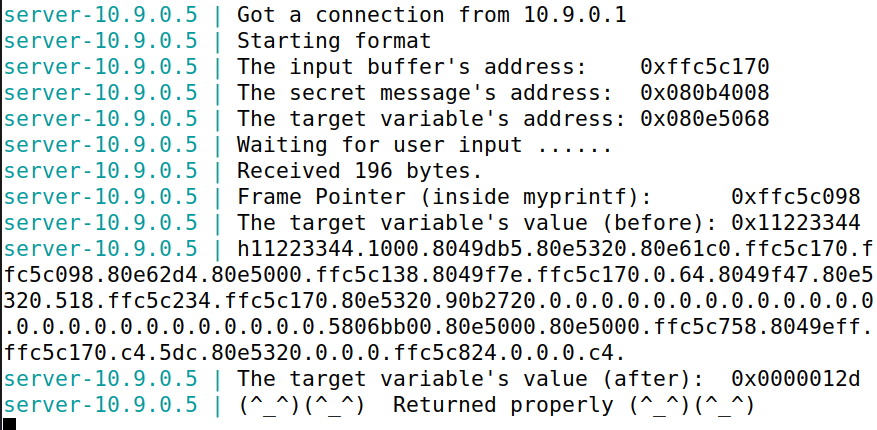 server-10.9.0.5 | Got a connection from 10.9.0.1
server-10.9.0.5 | Starting format
server-10.9.0.5 | The input buffer's address:    0xffc5c170
server-10.9.0.5 | The secret message's address:  0x080b4008
server-10.9.0.5 | The target variable's address: 0x080e5068
server-10.9.0.5 | Waiting for user input ......
server-10.9.0.5 | Received 196 bytes.
server-10.9.0.5 | Frame Pointer (inside myprintf):      0xffc5c098
server-10.9.0.5 | The target variable's value (before): 0x11223344
server-10.9.0.5 | h11223344.1000.8049db5.80e5320.80e61c0.ffc5c170.f
fc5c098.80e62d4.80e5000.ffc5c138.8049f7e.ffc5c170.0.64.8049f47.80e5
320.518.ffc5c234.ffc5c170.80e5320.90b2720.0.0.0.0.0.0.0.0.0.0.0.0.0
.0.0.0.0.0.0.0.0.0.0.0.0.5806bb00.80e5000.80e5000.ffc5c758.8049eff.
ffc5c170.c4.5dc.80e5320.0.0.0.ffc5c824.0.0.0.c4.
server-10.9.0.5 | The target variable's value (after):  0x0000012d
server-10.9.0.5 | (^_^)(^_^)  Returned properly (^_^)(^_^)